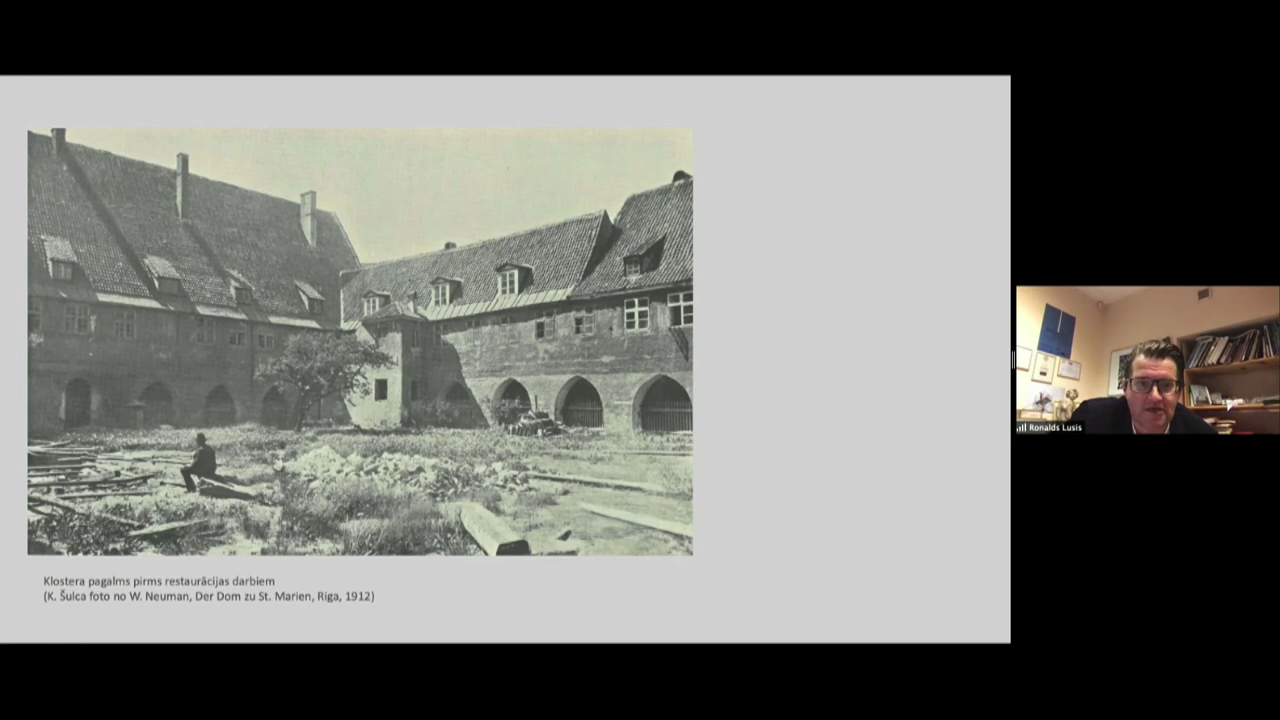 Klostera pagalms pirms restaurācijas darbiem
(K. Šulca foto no W. Neuman, Der Dom zu St. Marien, Riga, 1912)
Ronalds Lusis